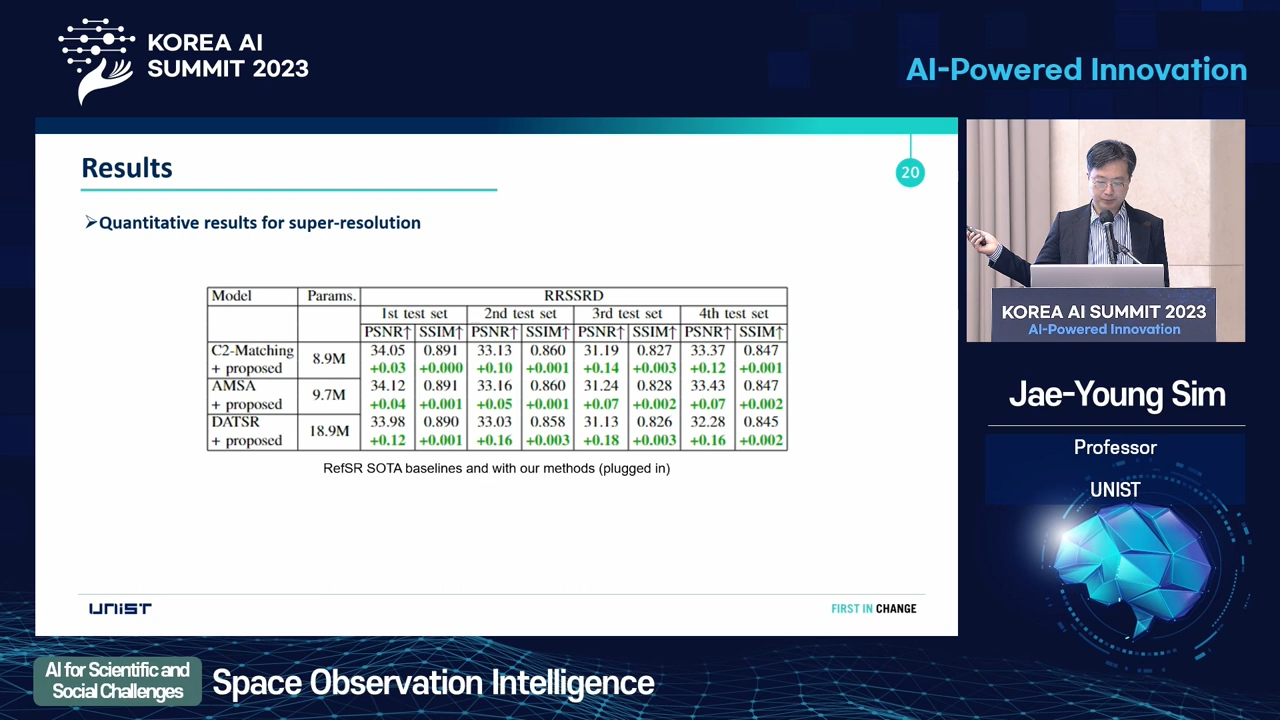 KOREA AI
SUMMIT 2023
AI-Powered Innovation
Results
20
➢Quantitative results for super-resolution
Model Params. RRSSRD
1st test set 2nd test set 3rd test set 4th test set
PSNR↑ SSIM↑ PSNR↑ SSIM↑ PSNR↑ SSIM↑ PSNR↑ SSIM↑
C2-Matching 8.9M 34.05 0.891 33.13 0.860 31.19 0.827 33.37 0.847
+ proposed +0.03 +0.000 +0.10 +0.001 +0.14 +0.003 +0.12 +0.001
AMSA 9.7M 34.12 0.891 33.16 0.860 31.24 0.828 33.43 0.847
+ proposed +0.04 +0.001 +0.05 +0.001 +0.07 +0.002 +0.07 +0.002
DATSR 18.9M 33.98 0.890 33.03 0.858 31.13 0.826 32.28 0.845
+ proposed +0.12 +0.001 +0.16 +0.003 +0.18 +0.003 +0.16 +0.002
RefSR SOTA baselines and with our methods (plugged in)
UNIST
FIRST IN CHANGE
KOREA AI SUMMIT 2023
AI-Powered Innovation
Jae-Young Sim
Professor
UNIST
AI for Scientific and
Social Challenges
Space Observation Intelligence